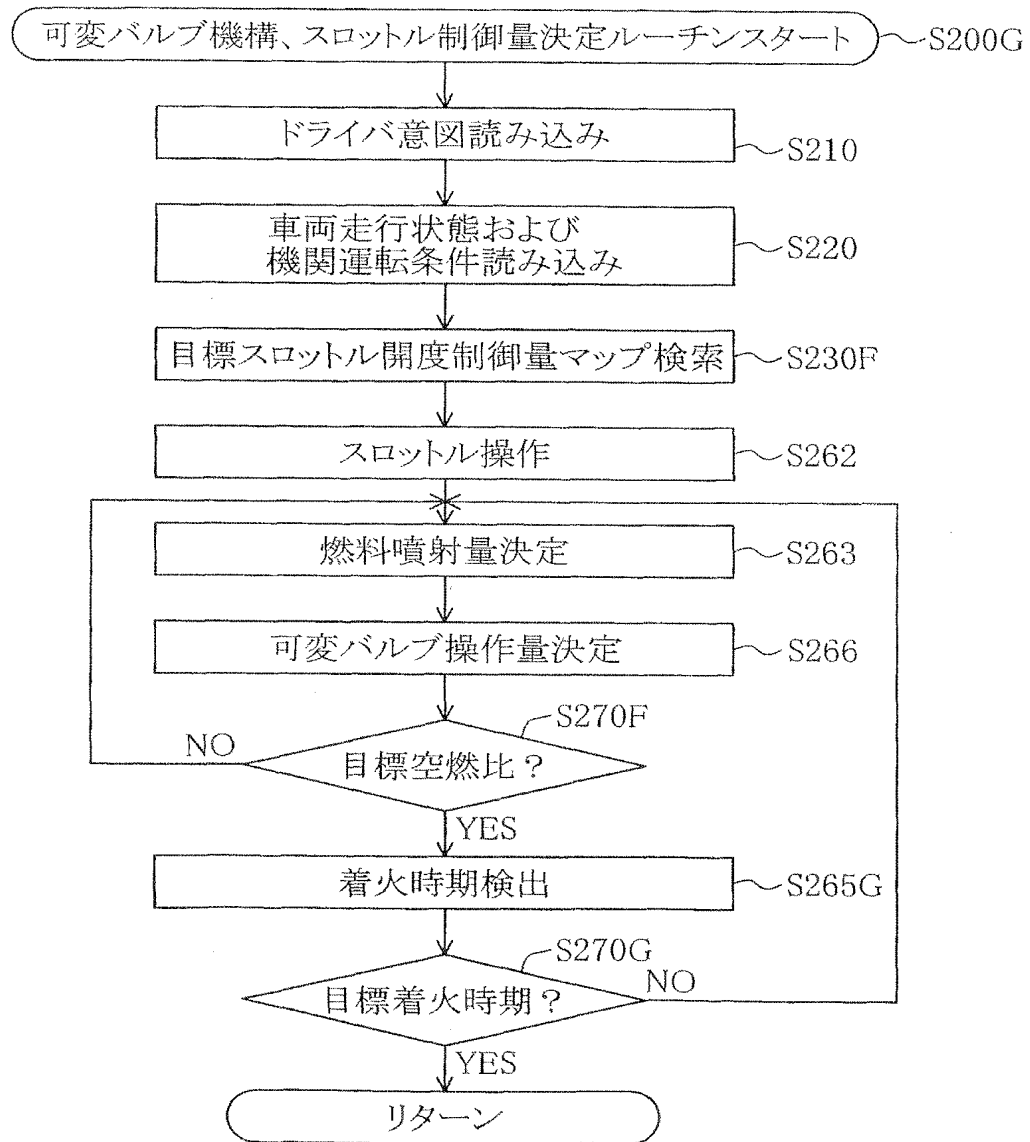 可変バルブ機構、スロットル制御量決定ルーチンスタート
S200G
ドライバ意図読み込み
S210
車両走行状態および
機関運転条件読み込み
S220
目標スロットル開度制御量マップ検索
S230F
スロットル操作
S262
燃料噴射量決定
S263
可変バルブ操作量決定
S266
S270F
NO
目標空燃比？
YES
着火時期検出
S265G
S270G
NO
目標着火時期？
YES
リターン